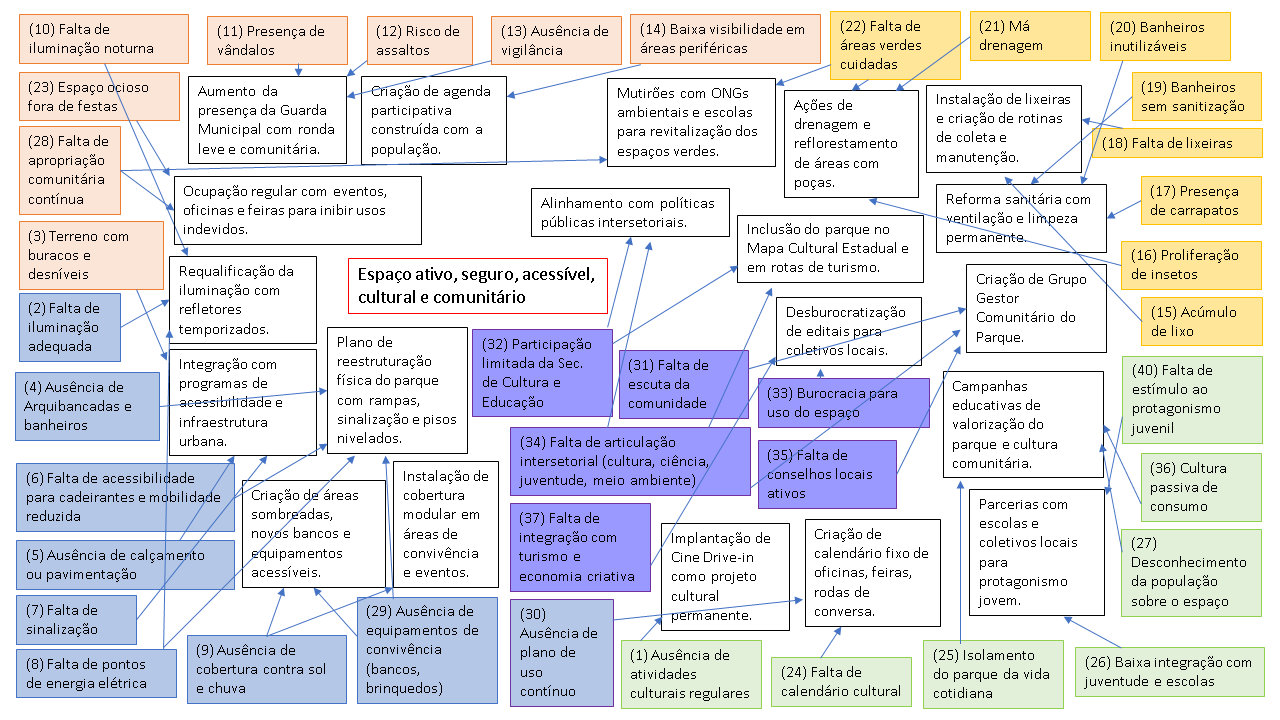 (10) Falta de
iluminação noturna
(11) Presença de
vândalos
(12) Risco de
assaltos
(13) Ausência de
vigilância
(14) Baixa visibilidade em
áreas periféricas
(22) Falta de
áreas verdes
cuidadas
(21) Má
drenagem
(20) Banheiros
inutilizáveis
(23) Espaço ocioso
fora de festas
Aumento da
presença da Guarda
Municipal com ronda
leve e comunitária.
Criação de agenda
participativa
construída com a
população.
Mutirões com ONGs
ambientais e escolas
para revitalização dos
espaços verdes.
Ações de
drenagem e
reflorestamento
de áreas com
poças.
Instalação de lixeiras
e criação de rotinas
de coleta e
manutenção.
(19) Banheiros
sem sanitização
(18) Falta de lixeiras
(28) Falta de
apropriação
comunitária
contínua
Ocupação regular com eventos,
oficinas e feiras para inibir usos
indevidos.
Alinhamento com políticas
públicas intersetoriais.
Reforma sanitária com
ventilação e limpeza
permanente.
(17) Presença
de carrapatos
(3) Terreno com
buracos e
desníveis
Requalificação da
iluminação com
refletores
temporizados.
Espaço ativo, seguro, acessível,
cultural e comunitário
Inclusão do parque no
Mapa Cultural Estadual e
em rotas de turismo.
Criação de Grupo
Gestor
Comunitário do
Parque.
(16) Proliferação
de insetos
(2) Falta de
iluminação
adequada
Desburocratização
de editais para
coletivos locais.
(15) Acúmulo
de lixo
Integração com
programas de
acessibilidade e
infraestrutura
urbana.
Plano de
reestruturação
física do parque
com rampas,
sinalização e pisos
nivelados.
(32) Participação
limitada da Sec.
de Cultura e
Educação
(31) Falta de
escuta da
comunidade
(33) Burocracia para
uso do espaço
Campanhas
educativas de
valorização do
parque e cultura
comunitária.
(40) Falta de
estímulo ao
protagonismo
juvenil
(4) Ausência de
Arquibancadas e
banheiros
(34) Falta de articulação
intersetorial (cultura, ciência,
juventude, meio ambiente)
(35) Falta de
conselhos locais
ativos
(36) Cultura
passiva de
consumo
(6) Falta de acessibilidade
para cadeirantes e mobilidade
reduzida
Criação de áreas
sombreadas,
novos bancos e
equipamentos
acessíveis.
Instalação de
cobertura
modular em
áreas de
convivência
e eventos.
(37) Falta de
integração com
turismo e
economia criativa
Implantação de
Cine Drive-in
como projeto
cultural
permanente.
Criação de
calendário fixo de
oficinas, feiras,
rodas de
conversa.
Parcerias com
escolas e
coletivos locais
para
protagonismo
jovem.
(27)
Desconhecimento
da população
sobre o espaço
(5) Ausência de calçamento
ou pavimentação
(7) Falta de
sinalização
(8) Falta de pontos
de energia elétrica
(9) Ausência de
cobertura contra sol
e chuva
(29) Ausência de
equipamentos de
convivência
(bancos,
brinquedos)
(30)
Ausência de
plano de
uso
contínuo
(1) Ausência de
atividades
culturais regulares
(24) Falta de
calendário cultural
(25) Isolamento
do parque da vida
cotidiana
(26) Baixa integração com
juventude e escolas